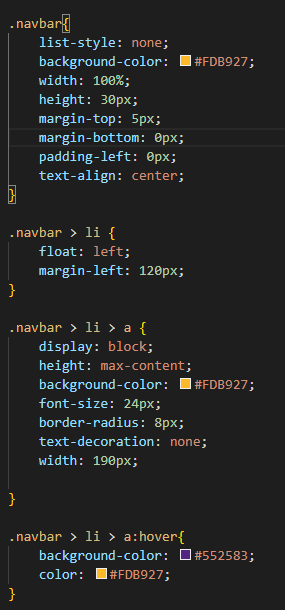 .navbar{
list-style: none;
background-color: #FDB927;
width: 100%;
height: 30px;
margin-top: 5px;
margin-bottom: 0px;
padding-left: 0px;
text-align: center;
}
.navbar > li {
float: left;
margin-left: 120px;
}
.navbar > li > a {
display: block;
height: max-content;
background-color: #FDB927;
font-size: 24px;
border-radius: 8px;
text-decoration: none;
width: 190px;
}
.navbar > li > a:hover{
background-color: #552583;
color: #FDB927;
}